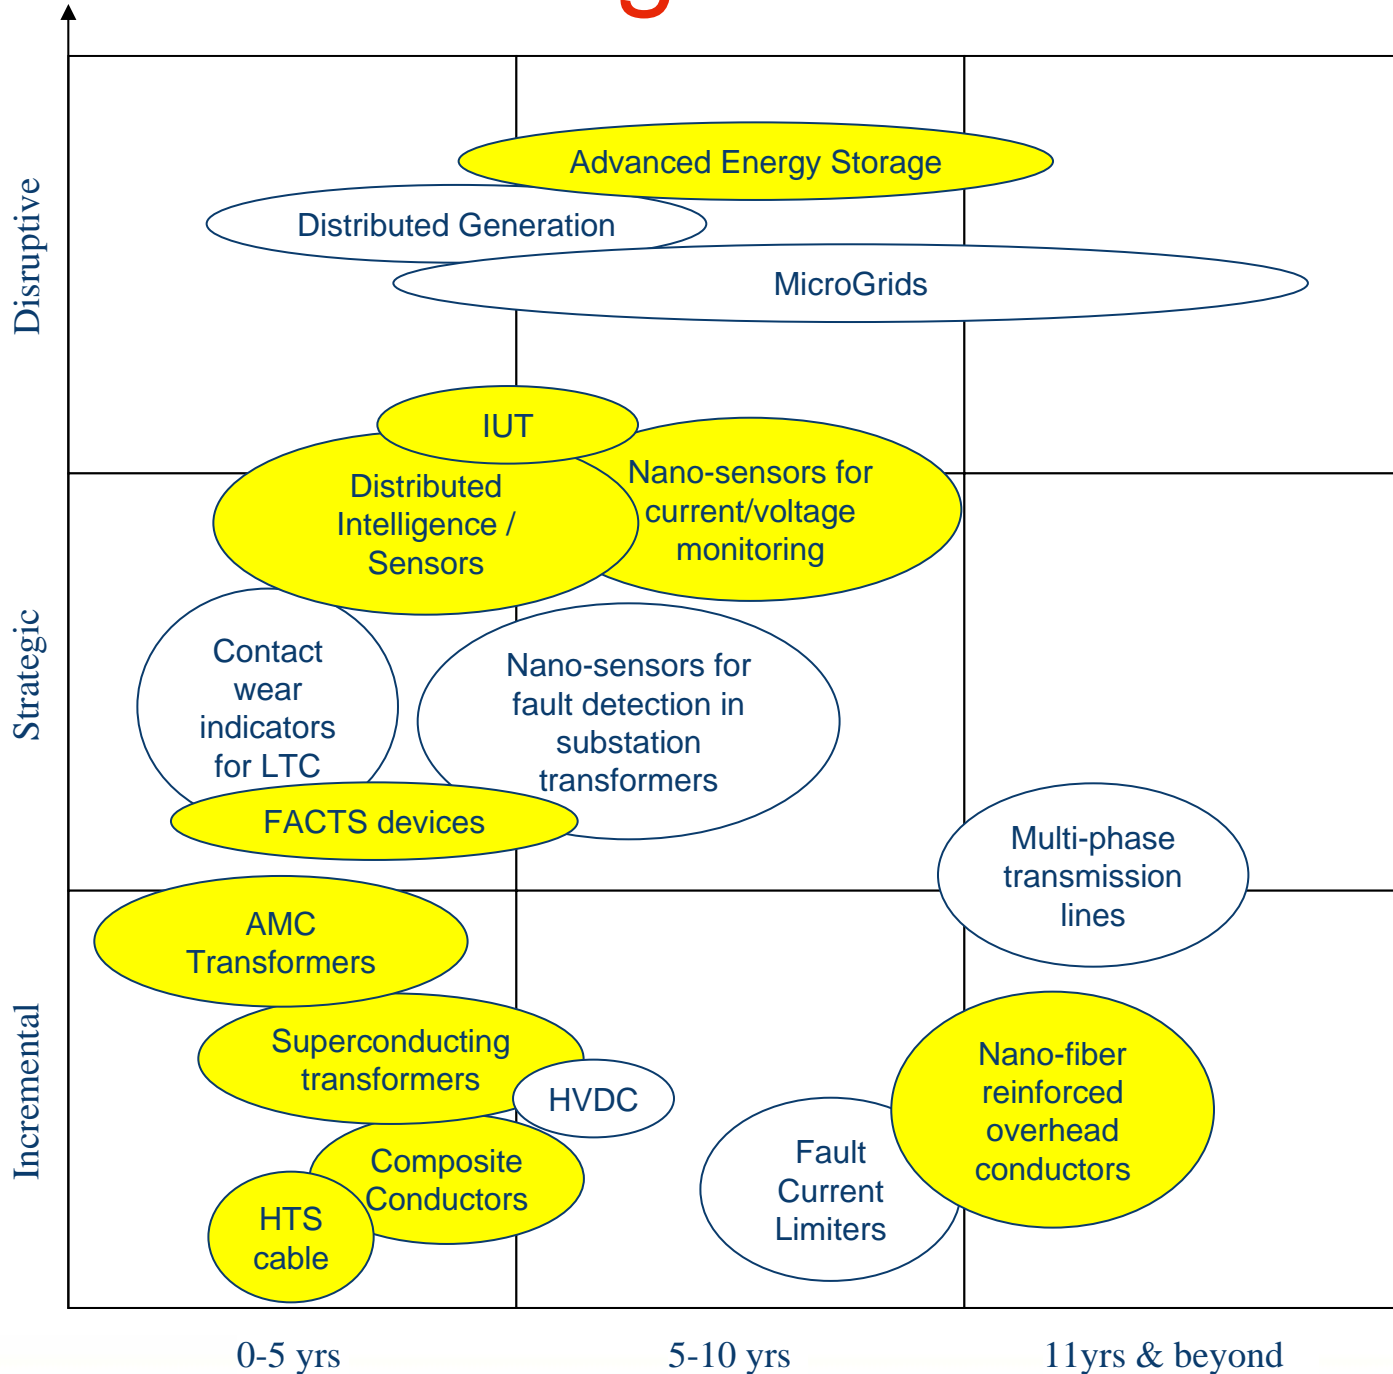 g
Disruptive
Advanced Energy Storage
Distributed Generation
MicroGrids
IUT
Distributed
Intelligence /
Sensors
Nano-sensors for
current/voltage
monitoring
Strategic
Contact
wear
indicators
for LTC
Nano-sensors for
fault detection in
substation
transformers
FACTS devices
Multi-phase
transmission
lines
Incremental
AMC
Transformers
Superconducting
transformers
HVDC
Composite
Conductors
HTS
cable
Fault
Current
Limiters
Nano-fiber
reinforced
overhead
conductors
0-5 yrs
5-10 yrs
11yrs & beyond